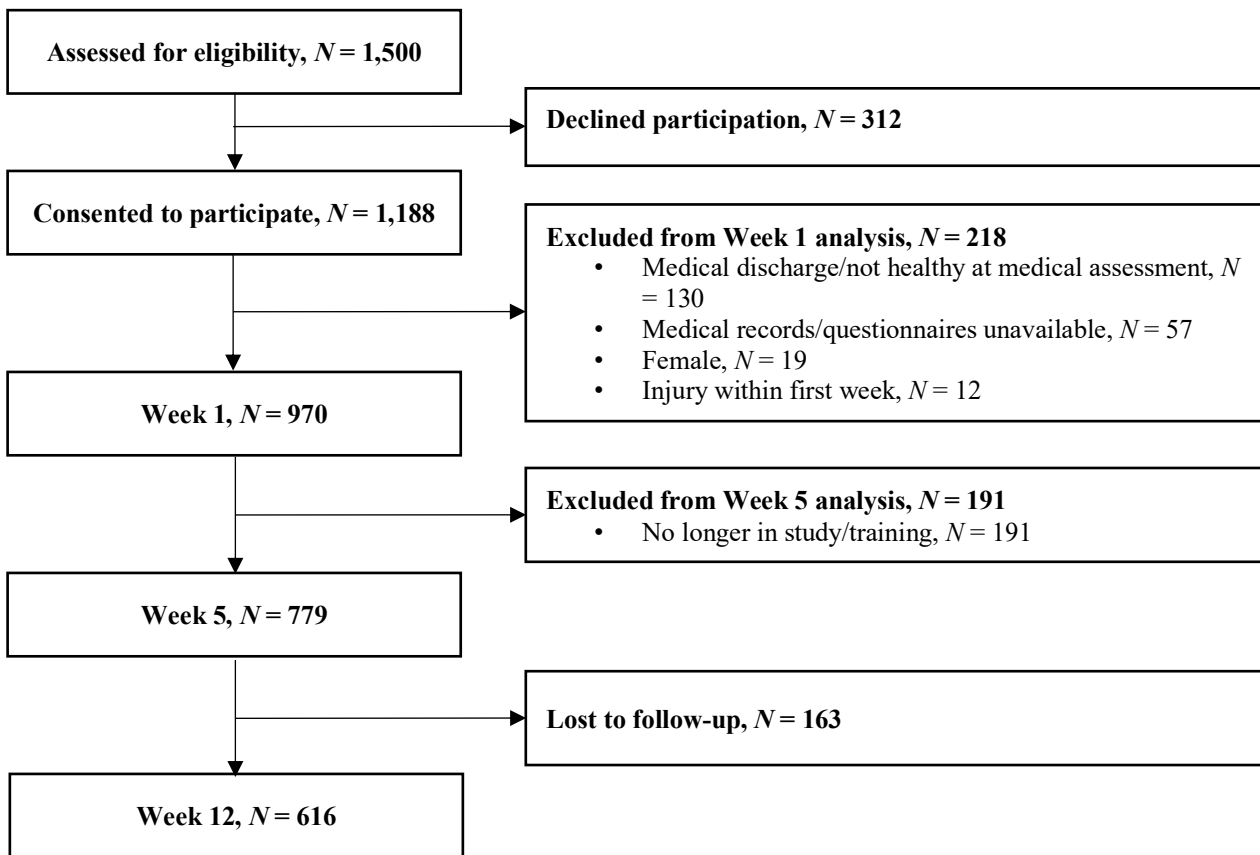 Assessed for eligibility, N = 1,500
Declined participation, N = 312
Consented to participate, N = 1,188
Excluded from Week 1 analysis, N = 218
• Medical discharge/not healthy at medical assessment, N
= 130
• Medical records/questionnaires unavailable, N = 57
• Female, N = 19
• Injury within first week, N = 12
Week 1, N = 970
Excluded from Week 5 analysis, N = 191
• No longer in study/training, N = 191
Week 5, N = 779
Lost to follow-up, N = 163
Week 12, N = 616